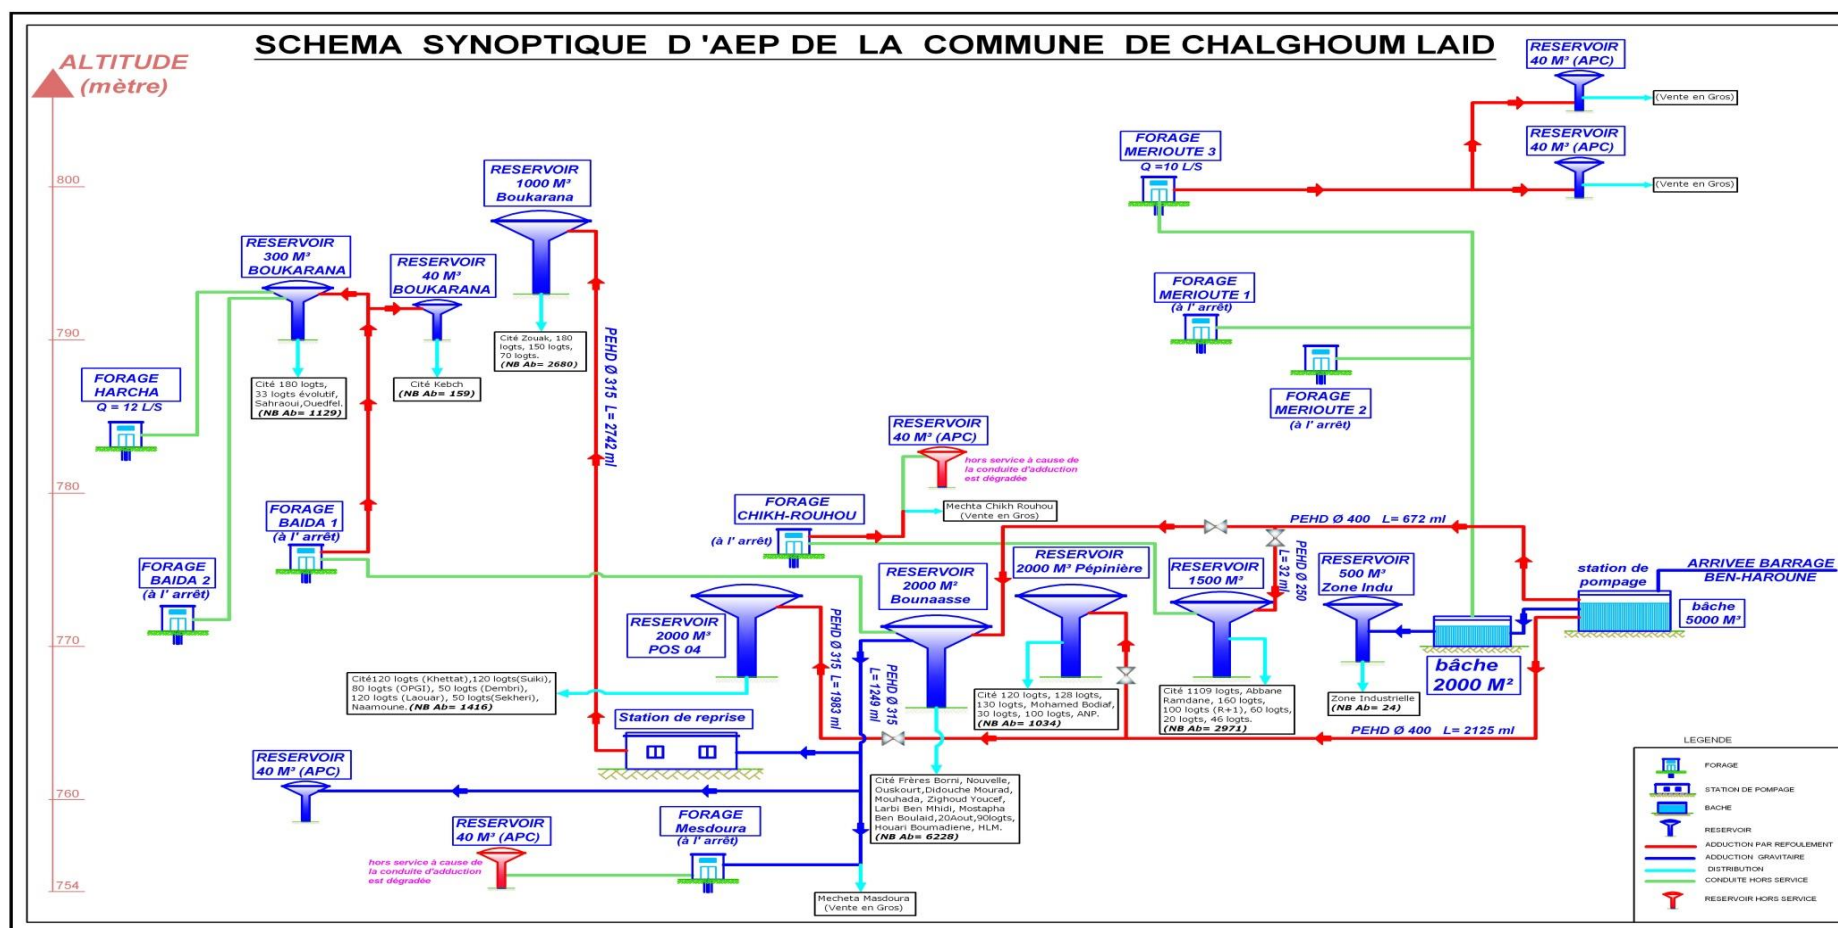 SCHEMA SYNOPTIQUE D 'AEP DE LA COMMUNE DE CHALGHOUM LAID
ALTITUDE
(mètre)
800
790
780
770
760
754
RESERVOIR
40 M³ (APC)
(Vente en Gros)
RESERVOIR
40 M³ (APC)
(Vente en Gros)
FORAGE
MERIOUTE 3
Q =10 L/S
RESERVOIR
1000 M³
Boukarana
RESERVOIR
300 M³
BOUKARANA
RESERVOIR
40 M³
BOUKARANA
FORAGE
MERIOUTE 1
(à l' arrêt)
FORAGE
MERIOUTE 2
(à l' arrêt)
Cité Zouak, 180
logts, 150 logts,
70 logts.
(NB Ab= 2680)
PEHD Ø 315 L= 2742 ml
FORAGE
HARCHA
Q = 12 L/S
Cité 180 logts,
33 logts évolutif,
Sahraoui,Ouedfel.
(NB Ab= 1129)
Cité Kebch
(NB Ab= 159)
RESERVOIR
40 M³ (APC)
hors service à cause de
la conduite d'adduction
est dégradée
FORAGE
BAIDA 1
(à l' arrêt)
FORAGE
CHIKH-ROUHOU
(à l' arrêt)
Mechta Chikh Rouhou
(Vente en Gros)
PEHD Ø 400 L= 672 ml
PEHD Ø 250
L= 32 ml
FORAGE
BAIDA 2
(à l' arrêt)
RESERVOIR
2000 M²
Bounaasse
RESERVOIR
2000 M³ Pépinière
RESERVOIR
1500 M³
RESERVOIR
500 M³
Zone Indu
station de
pompage
ARRIVEE BARRAGE
BEN-HAROUNE
bâche
5000 M³
RESERVOIR
2000 M³
POS 04
PEHD Ø 315 L= 1983 ml
PEHD Ø 315
L= 1249 ml
bâche
2000 M²
Cité120 logts (Khettat),120 logts(Suiki),
80 logts (OPGI), 50 logts (Dembri),
120 logts (Laouar), 50 logts(Sekheri),
Naamoune.(NB Ab= 1416)
Cité 120 logts, 128 logts,
130 logts, Mohamed Bodiaf,
30 logts, 100 logts, ANP.
(NB Ab= 1034)
Cité 1109 logts, Abbane
Ramdane, 160 logts,
100 logts (R+1), 60 logts,
20 logts, 46 logts.
(NB Ab= 2971)
Zone Industrielle
(NB Ab= 24)
PEHD Ø 400 L= 2125 ml
Station de reprise
RESERVOIR
40 M³ (APC)
Cité Frères Borni, Nouvelle,
Ouskourt,Didouche Mourad,
Mouhada, Zighoud Youcef,
Larbi Ben Mhidi, Mostapha
Ben Boulaid,20Aout,90logts,
Houari Boumadiene, HLM.
(NB Ab= 6228)
RESERVOIR
40 M³ (APC)
hors service à cause de
la conduite d'adduction
est dégradée
FORAGE
Mesdoura
(à l' arrêt)
Mecheta Masdoura
(Vente en Gros)
LEGENDE
FORAGE
STATION DE POMPAGE
BACHE
RESERVOIR
ADDUCTION PAR REFOULEMENT
ADDUCTION GRAVITAIRE
DISTRIBUTION
CONDUITE HORS SERVICE
RESERVOIR HORS SERVICE